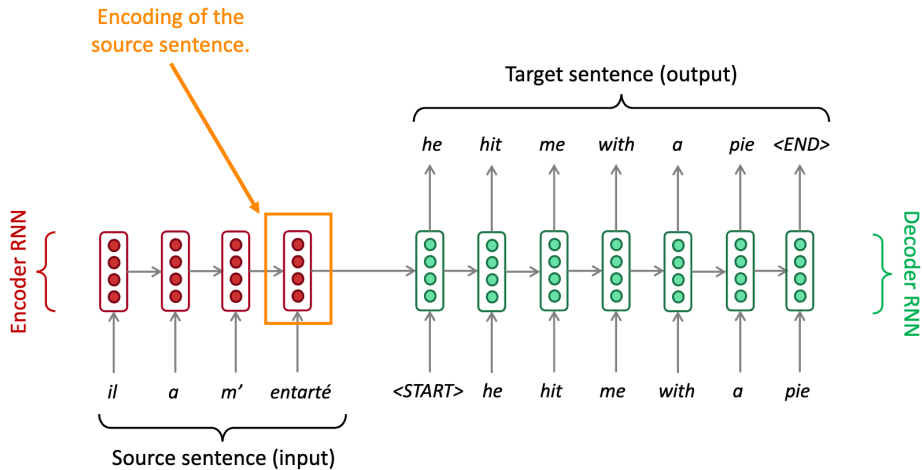 Encoding of the
source sentence.
Target sentence (output)
he hit me with a pie <END>
Encoder RNN
Decoder RNN
il a m’ entarté
<START> he hit me with a pie
Source sentence (input)